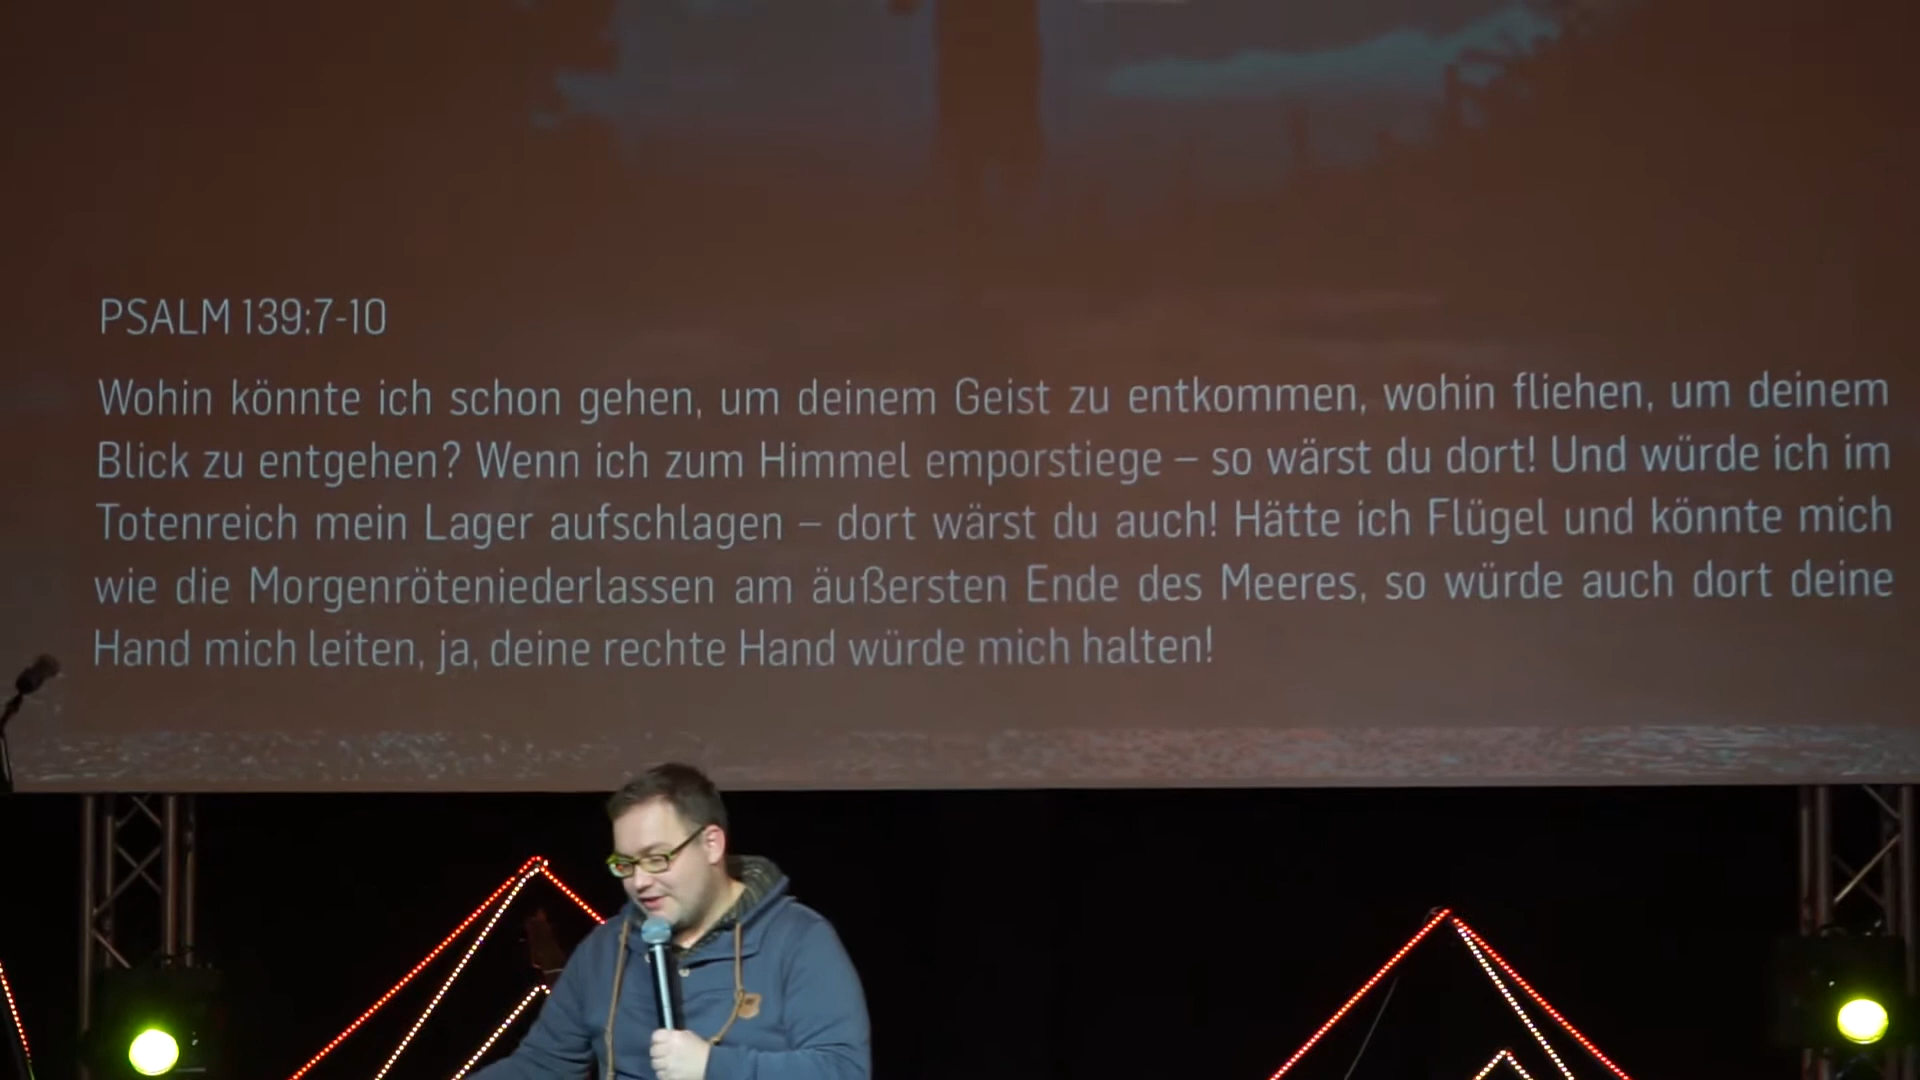 PSALM 139:7-10
Wohin könnte ich schon gehen, um deinem Geist zu entkommen, wohin fliehen, um deinem
Blick zu entgehen? Wenn ich zum Himmel emporstiege – so wärst du dort! Und würde ich im
Totenreich mein Lager aufschlagen – dort wärst du auch! Hätte ich Flügel und könnte mich
wie die Morgenröteniederlassen am äußersten Ende des Meeres, so würde auch dort deine
Hand mich leiten, ja, deine rechte Hand würde mich halten!